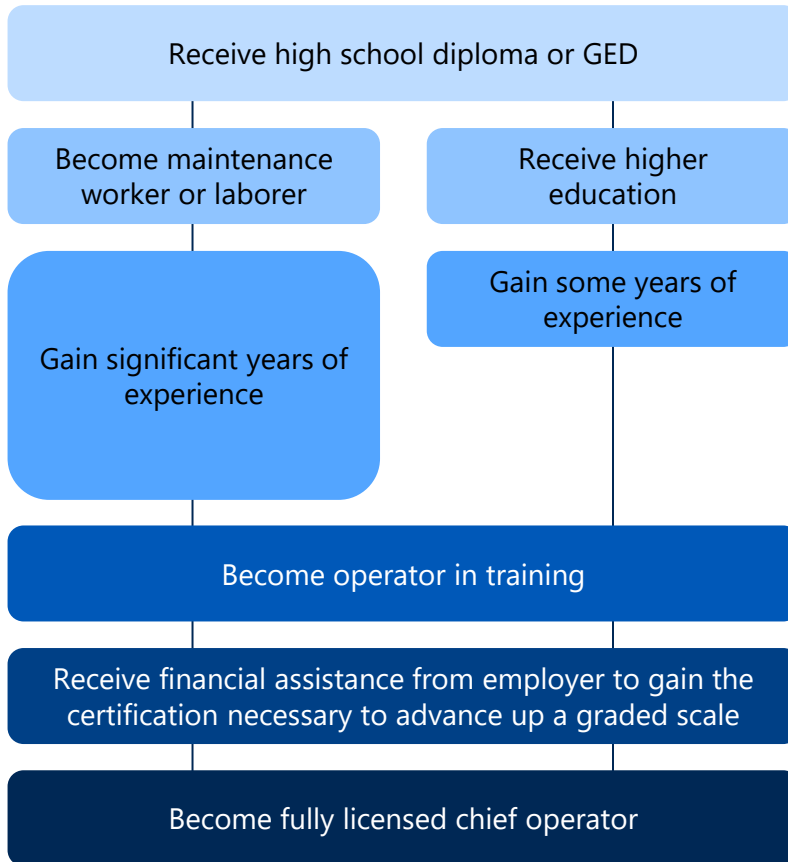 Receive high school diploma or GED
Become maintenance
worker or laborer
Receive higher
education
Gain significant years of
experience
Gain some years of
experience
Become operator in training
Receive financial assistance from employer to gain the
certification necessary to advance up a graded scale
Become fully licensed chief operator